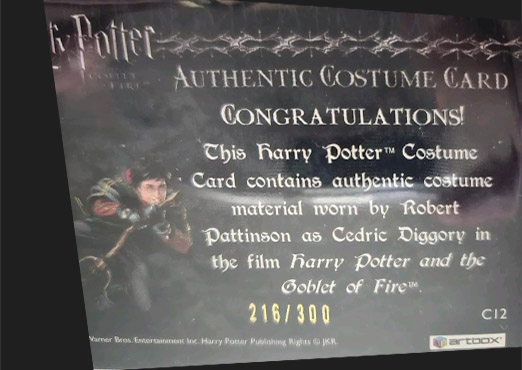 Potter
AUTHENTIC COSTUME CARD
CONGRATULATIONS!
This Harry Potter™ Costume
Card contains authentic costume
material worn by Robert
Pattinson as Cedric Diggory in
the film Harry Potter and the
Goblet of Fire™.
216/300
C12
Warner Bros. Entertainment Inc. Harry Potter Publishing Rights © JKR.
artbox